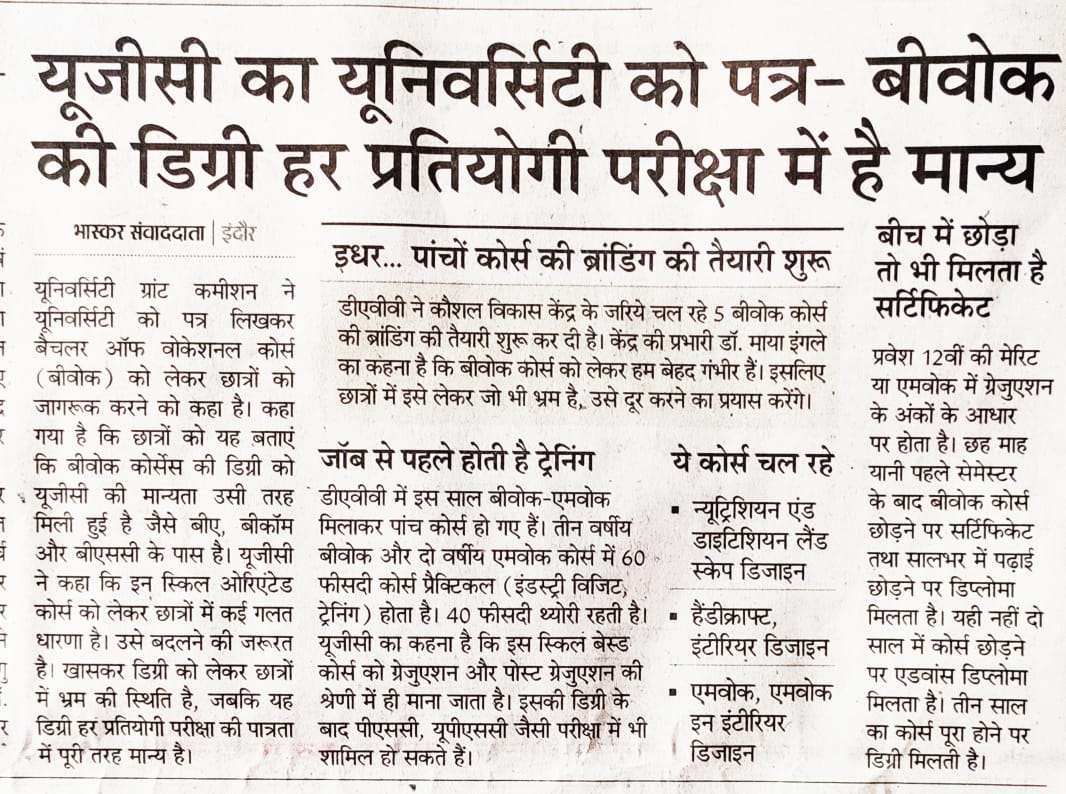 यूजीसी का यूनिवर्सिटी को पत्र- बीवोक
की डिग्री हर प्रतियोगी परीक्षा में है मान्य
भास्कर संवाददाता | इंदौर
यूनिवर्सिटी ग्रांट कमीशन ने
यूनिवर्सिटी को पत्र लिखकर
बैचलर ऑफ वोकेशनल कोर्स
(बीवोक) को लेकर छात्रों को
जागरूक करने को कहा है। कहा
गया है कि छात्रों को यह बताएं
कि बीवोक कोर्सेस की डिग्री को
यूजीसी की मान्यता उसी तरह
मिली हुई है जैसे बीए, बीकॉम
और बीएससी के पास है। यूजीसी
ने कहा कि इन स्किल ओरिएंटेड
कोर्स को लेकर छात्रों में कई गलत
धारणा है। उसे बदलने की जरूरत
है। खासकर डिग्री को लेकर छात्रों
में भ्रम की स्थिति है, जबकि यह
डिग्री हर प्रतियोगी परीक्षा की पात्रता
में पूरी तरह मान्य है।
इधर... पांचों कोर्स की ब्रांडिंग की तैयारी शुरू
डीएवीवी ने कौशल विकास केंद्र के जरिये चल रहे 5 बीवोक कोर्स
की ब्रांडिंग की तैयारी शुरू कर दी है। केंद्र की प्रभारी डॉ. माया इंगले
का कहना है कि बीवोक कोर्स को लेकर हम बेहद गंभीर हैं। इसलिए
छात्रों में इसे लेकर जो भी भ्रम है, उसे दूर करने का प्रयास करेंगे।
जॉब से पहले होती है ट्रेनिंग
डीएवीवी में इस साल बीवोक-एमवोक
मिलाकर पांच कोर्स हो गए हैं। तीन वर्षीय
बीवोक और दो वर्षीय एमवोक कोर्स में 60
फीसदी कोर्स प्रैक्टिकल (इंडस्ट्री विजिट,
ट्रेनिंग) होता है। 40 फीसदी थ्योरी रहती है।
यूजीसी का कहना है कि इस स्किल बेस्ड
कोर्स को ग्रेजुएशन और पोस्ट ग्रेजुएशन की
श्रेणी में ही माना जाता है। इसकी डिग्री के
बाद पीएससी, यूपीएससी जैसी परीक्षा में भी
शामिल हो सकते हैं।
ये कोर्स चल रहे
▪ न्यूट्रिशियन एंड
डाइटिशियन लैंड
स्केप डिजाइन
▪ हैंडीक्राफ्ट,
इंटीरियर डिजाइन
▪ एमवोक, एमवोक
इन इंटीरियर
डिजाइन
बीच में छोड़ा
तो भी मिलता है
सर्टिफिकेट
प्रवेश 12वीं की मेरिट
या एमवोक में ग्रेजुएशन
के अंकों के आधार
पर होता है। छह माह
यानी पहले सेमेस्टर
के बाद बीवोक कोर्स
छोड़ने पर सर्टिफिकेट
तथा सालभर में पढ़ाई
छोड़ने पर डिप्लोमा
मिलता है। यही नहीं दो
साल में कोर्स छोड़ने
पर एडवांस डिप्लोमा
मिलता है। तीन साल
का कोर्स पूरा होने पर
डिग्री मिलती है।